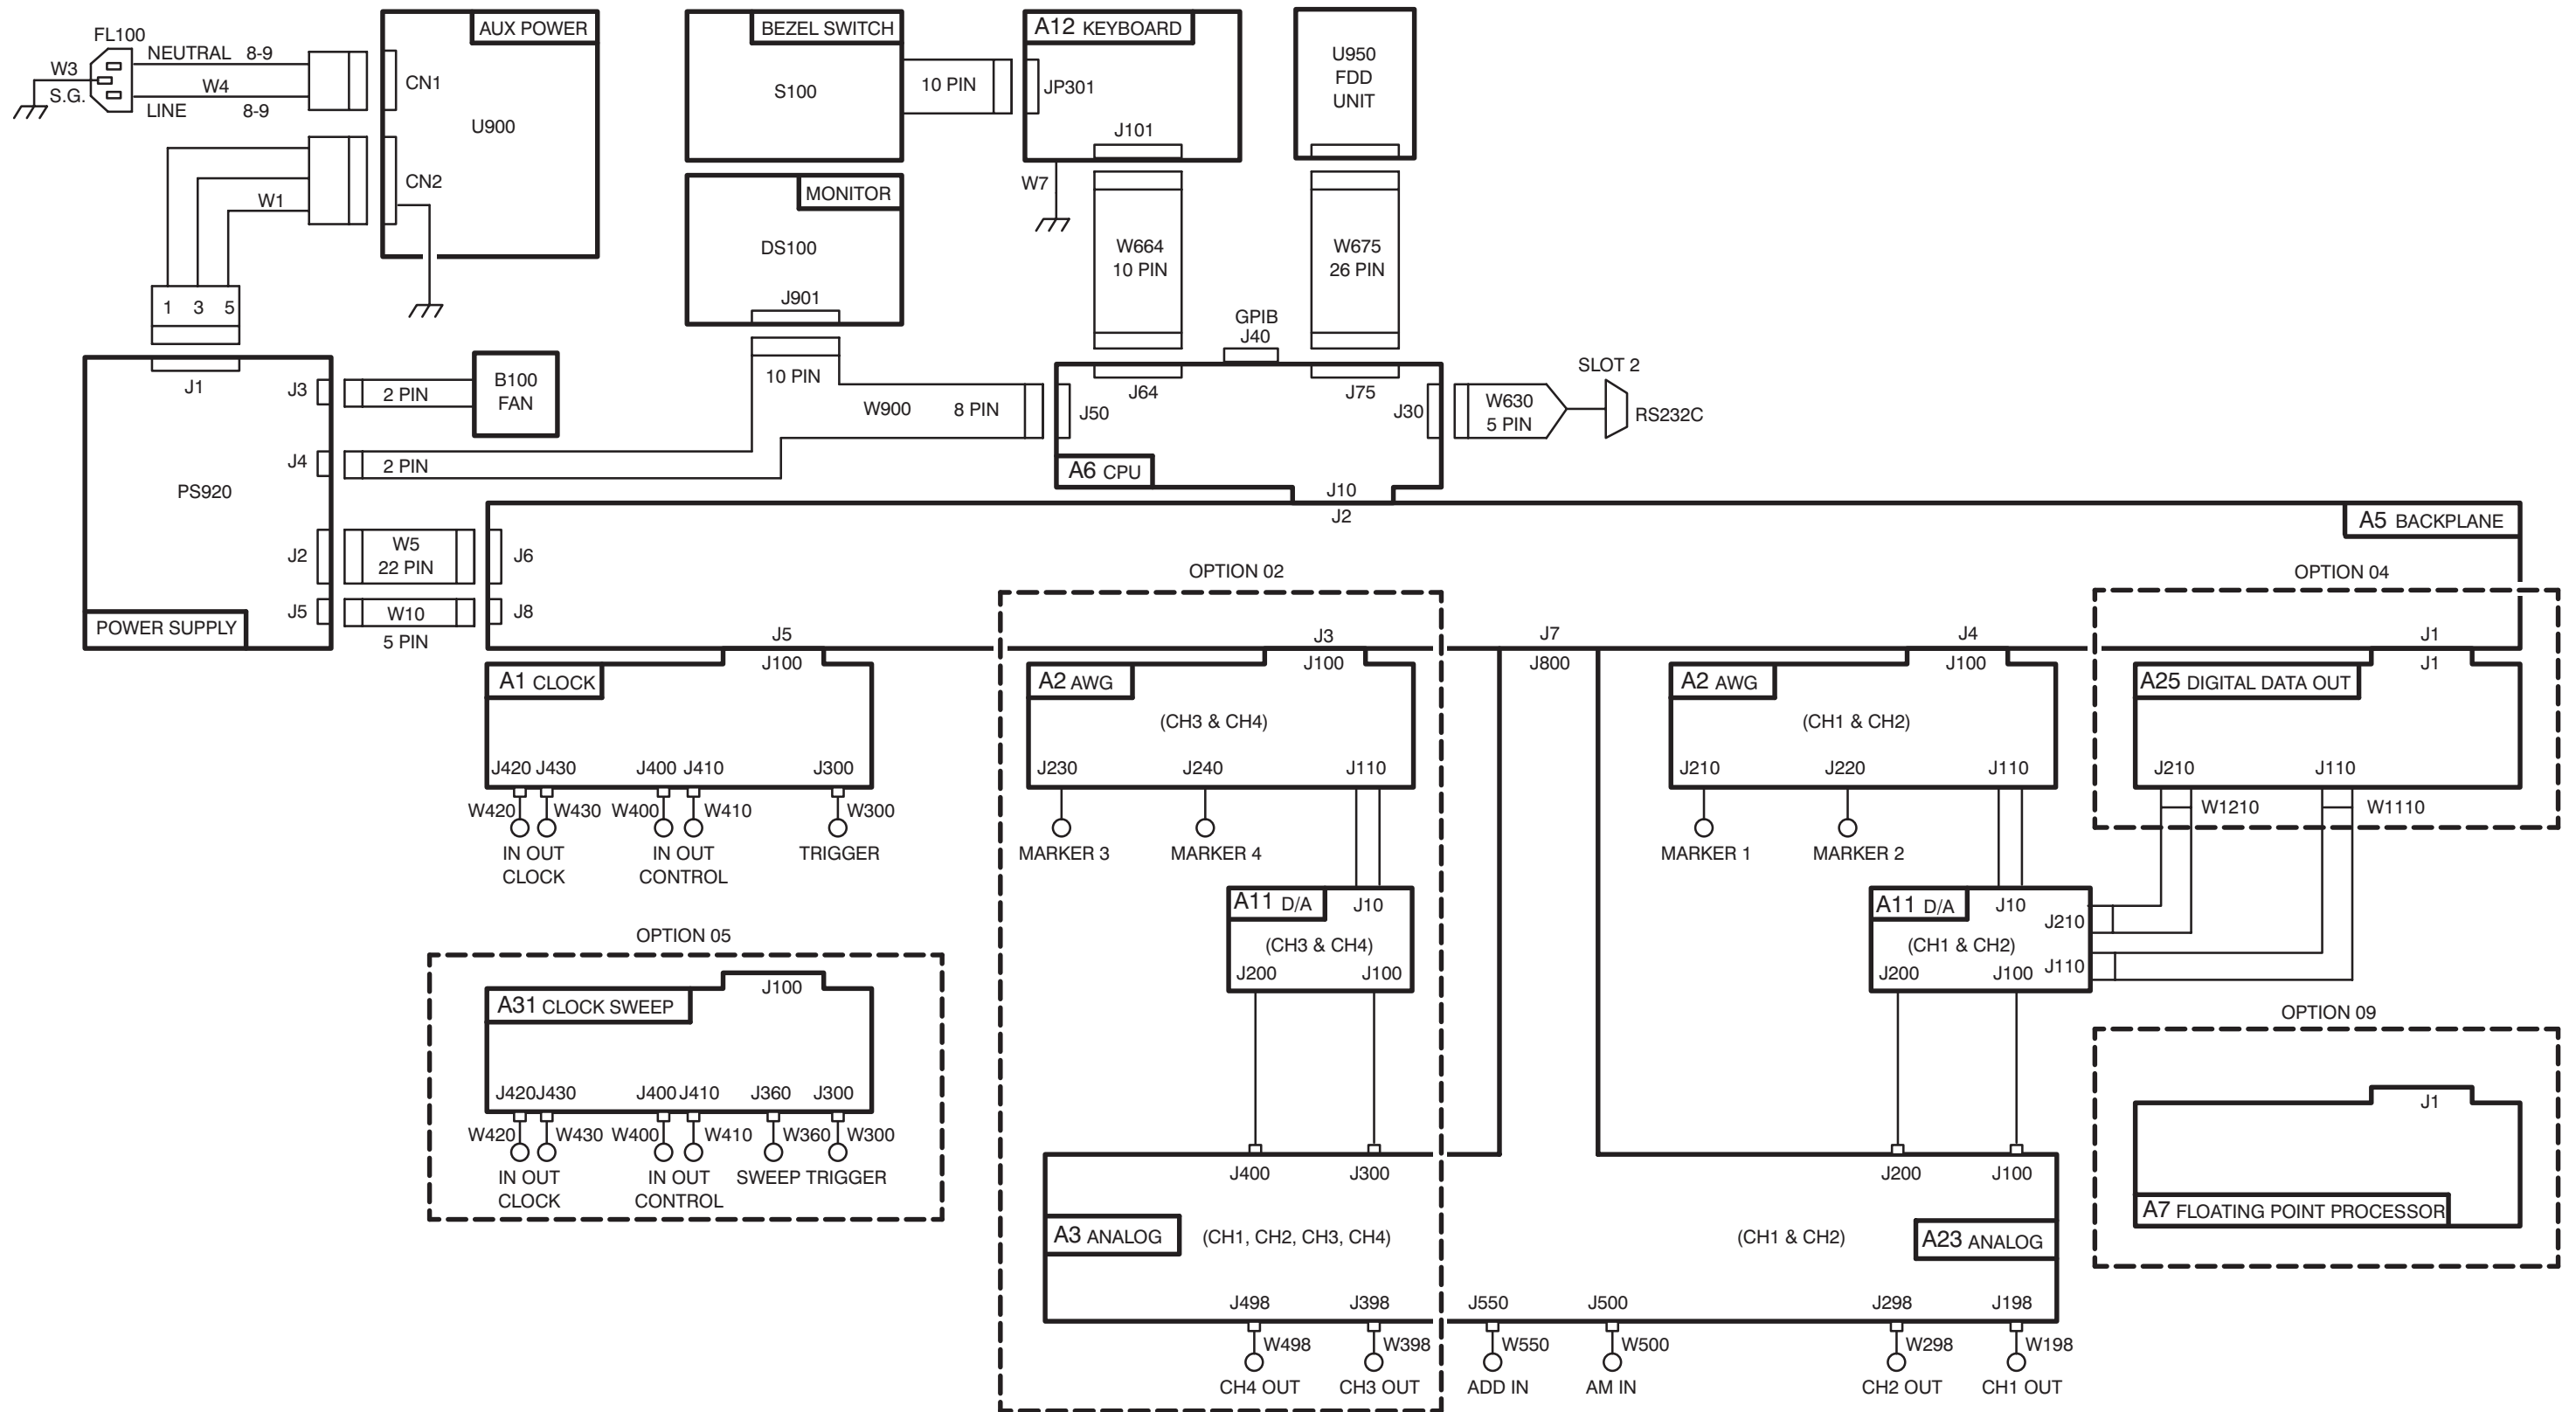 FL100
NEUTRAL 8-9
W3
S.G.
W4
LINE 8-9
AUX POWER
CN1
U900
CN2
W1
1 3 5
BEZEL SWITCH
S100
10 PIN
A12 KEYBOARD
JP301
J101
W7
U950
FDD
UNIT
MONITOR
DS100
J901
W664
10 PIN
W675
26 PIN
GPIB
J40
J1
J3
2 PIN
B100
FAN
J4
2 PIN
PS920
J2
W5
22 PIN
J6
J5
W10
5 PIN
J8
POWER SUPPLY
10 PIN
W900 8 PIN
J50
J64
J75
J30
A6 CPU
J10
W630
5 PIN
SLOT 2
RS232C
J2
A5 BACKPLANE
OPTION 02
OPTION 04
J5
J3
J7
J4
J1
J100
A1 CLOCK
J420 J430 J400 J410 J300
W420 W430 W400 W410 W300
IN OUT IN OUT TRIGGER
CLOCK CONTROL
J100
A2 AWG
(CH3 & CH4)
J230 J240 J110
MARKER 3 MARKER 4
J800
J100
A2 AWG
(CH1 & CH2)
J210 J220 J110
MARKER 1 MARKER 2
J1
A25 DIGITAL DATA OUT
J210 J110
W1210 W1110
A11 D/A J10
(CH3 & CH4)
J200 J100
A11 D/A J10
J210
(CH1 & CH2)
J110
J200 J100
OPTION 05
J100
A31 CLOCK SWEEP
J420 J430 J400 J410 J360 J300
W420 W430 W400 W410 W360 W300
IN OUT IN OUT SWEEP TRIGGER
CLOCK CONTROL
OPTION 09
J1
A7 FLOATING POINT PROCESSOR
J400 J300 J200 J100
A3 ANALOG (CH1, CH2, CH3, CH4) (CH1 & CH2) A23 ANALOG
J498 J398 J550 J500 J298 J198
W498 W398 W550 W500 W298 W198
CH4 OUT CH3 OUT ADD IN AM IN CH2 OUT CH1 OUT